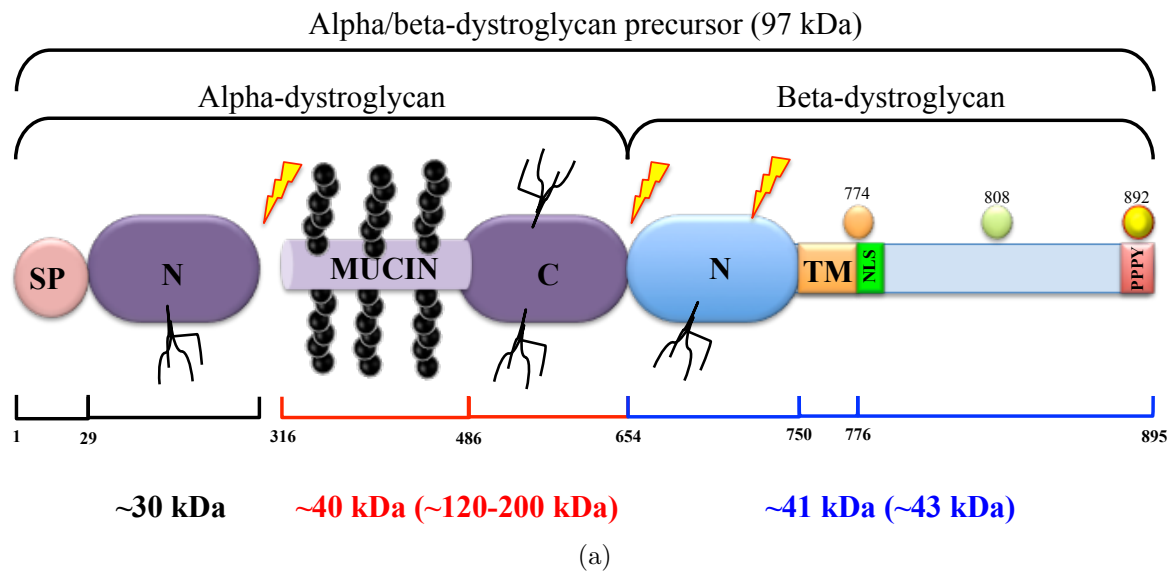 Alpha/beta-dystroglycan precursor (97 kDa)
Alpha-dystroglycan Beta-dystroglycan
774 808 892
SP N MUCIN C N TM NLS PPPY
1 29 316 486 654 750 776 895
~30 kDa ~40 kDa (~120-200 kDa) ~41 kDa (~43 kDa)
(a)